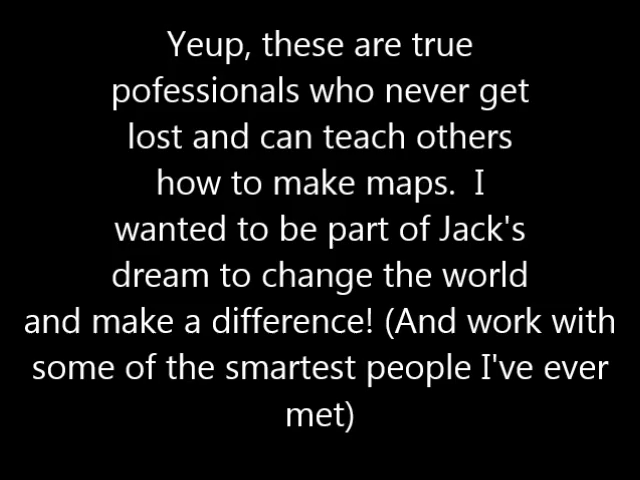 Yeup, these are true
pofessionals who never get
lost and can teach others
how to make maps.  I
wanted to be part of Jack's
dream to change the world
and make a difference! (And work with
some of the smartest people I've ever
met)